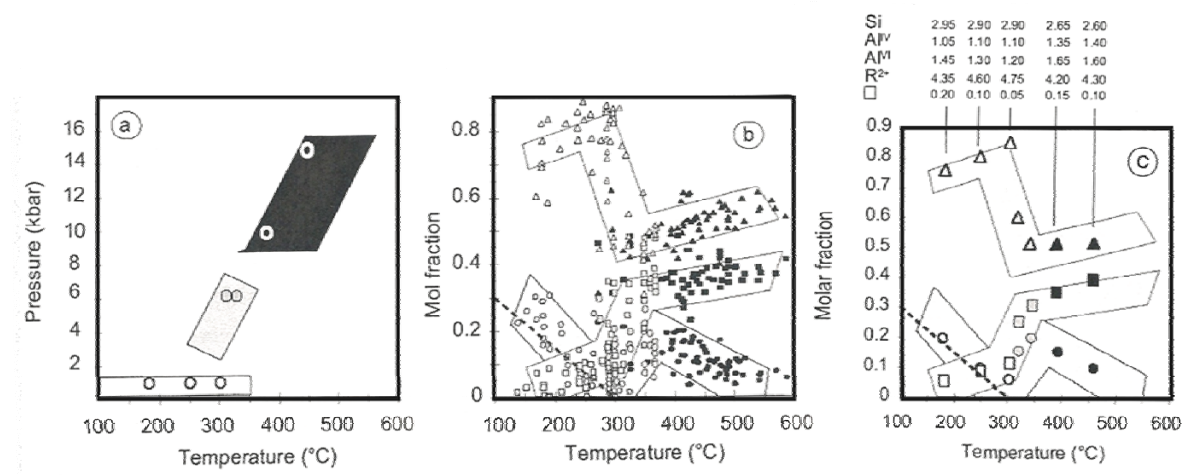 Si 2.95 2.90 2.90 2.65 2.60
AlIV 1.05 1.10 1.10 1.35 1.40
AlVI 1.45 1.30 1.20 1.65 1.60
R2+ 4.35 4.60 4.75 4.20 4.30
□ 0.20 0.10 0.05 0.15 0.10
a
Pressure (kbar)
16
14
12
10
8
6
4
2
100 200 300 400 500 600
Temperature (°C)
b
Mol fraction
0.8
0.6
0.4
0.2
0
100 200 300 400 500 600
Temperature (°C)
c
Molar fraction
0.9
0.8
0.7
0.6
0.5
0.4
0.3
0.2
0.1
0
100 200 300 400 500 600
Temperature (°C)